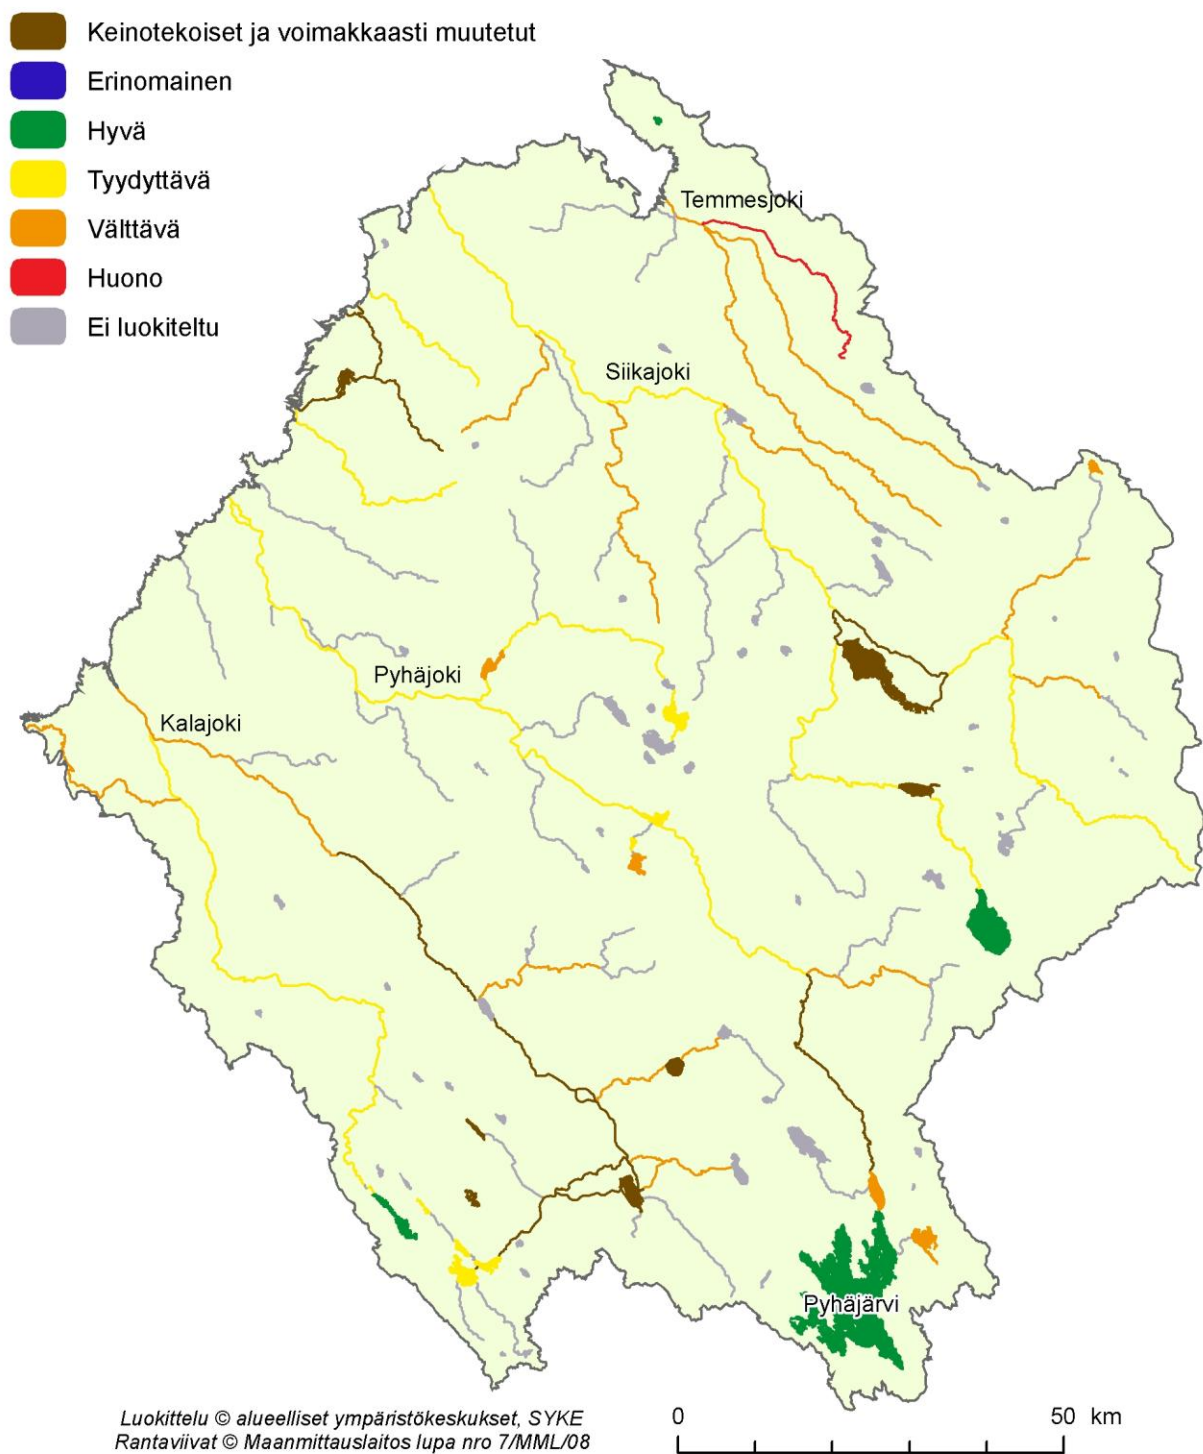 Keinotekoiset ja voimakkaasti muutetut
Erinomainen
Hyvä
Tyydyttävä
Välttävä
Huono
Ei luokiteltu
Temmesjoki
Siikajoki
Pyhäjoki
Kalajoki
Pyhäjärvi
Luokittelu © alueelliset ympäristökeskukset, SYKE
Rantaviivat © Maanmittauslaitos lupa nro 7/MML/08
0 50 km